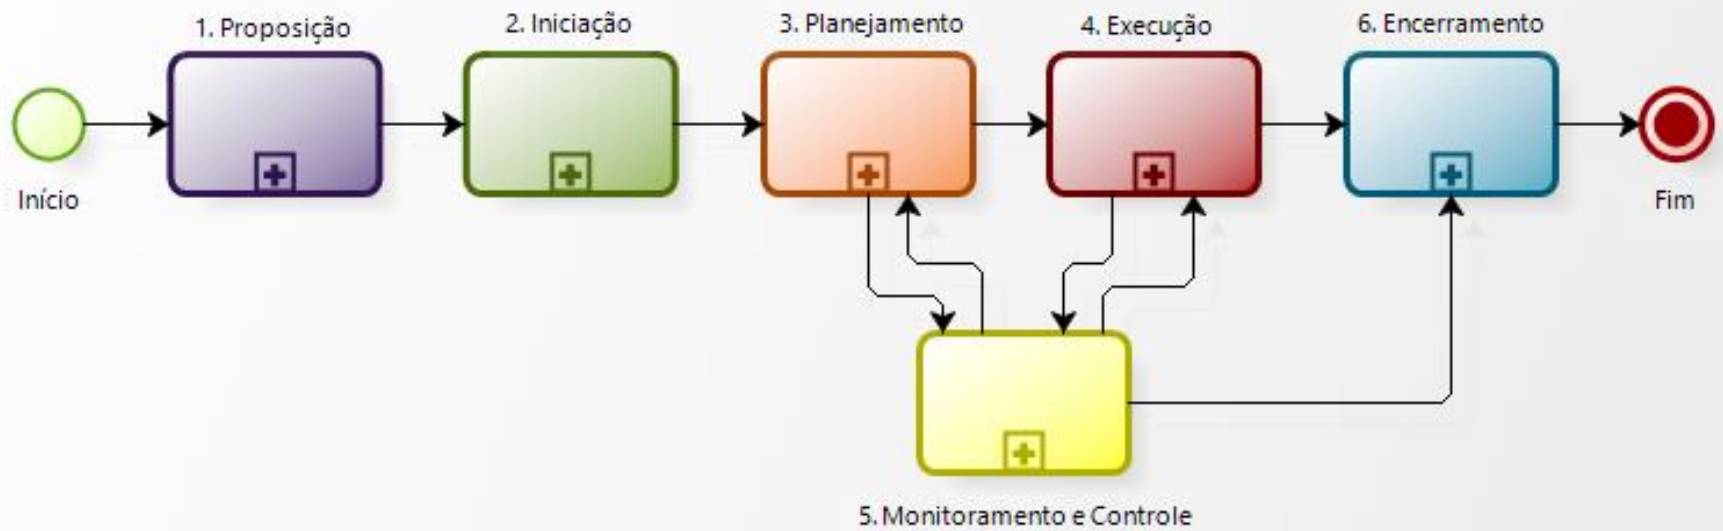 1. Proposição
2. Iniciação
3. Planejamento
4. Execução
6. Encerramento
Início
Fim
5. Monitoramento e Controle